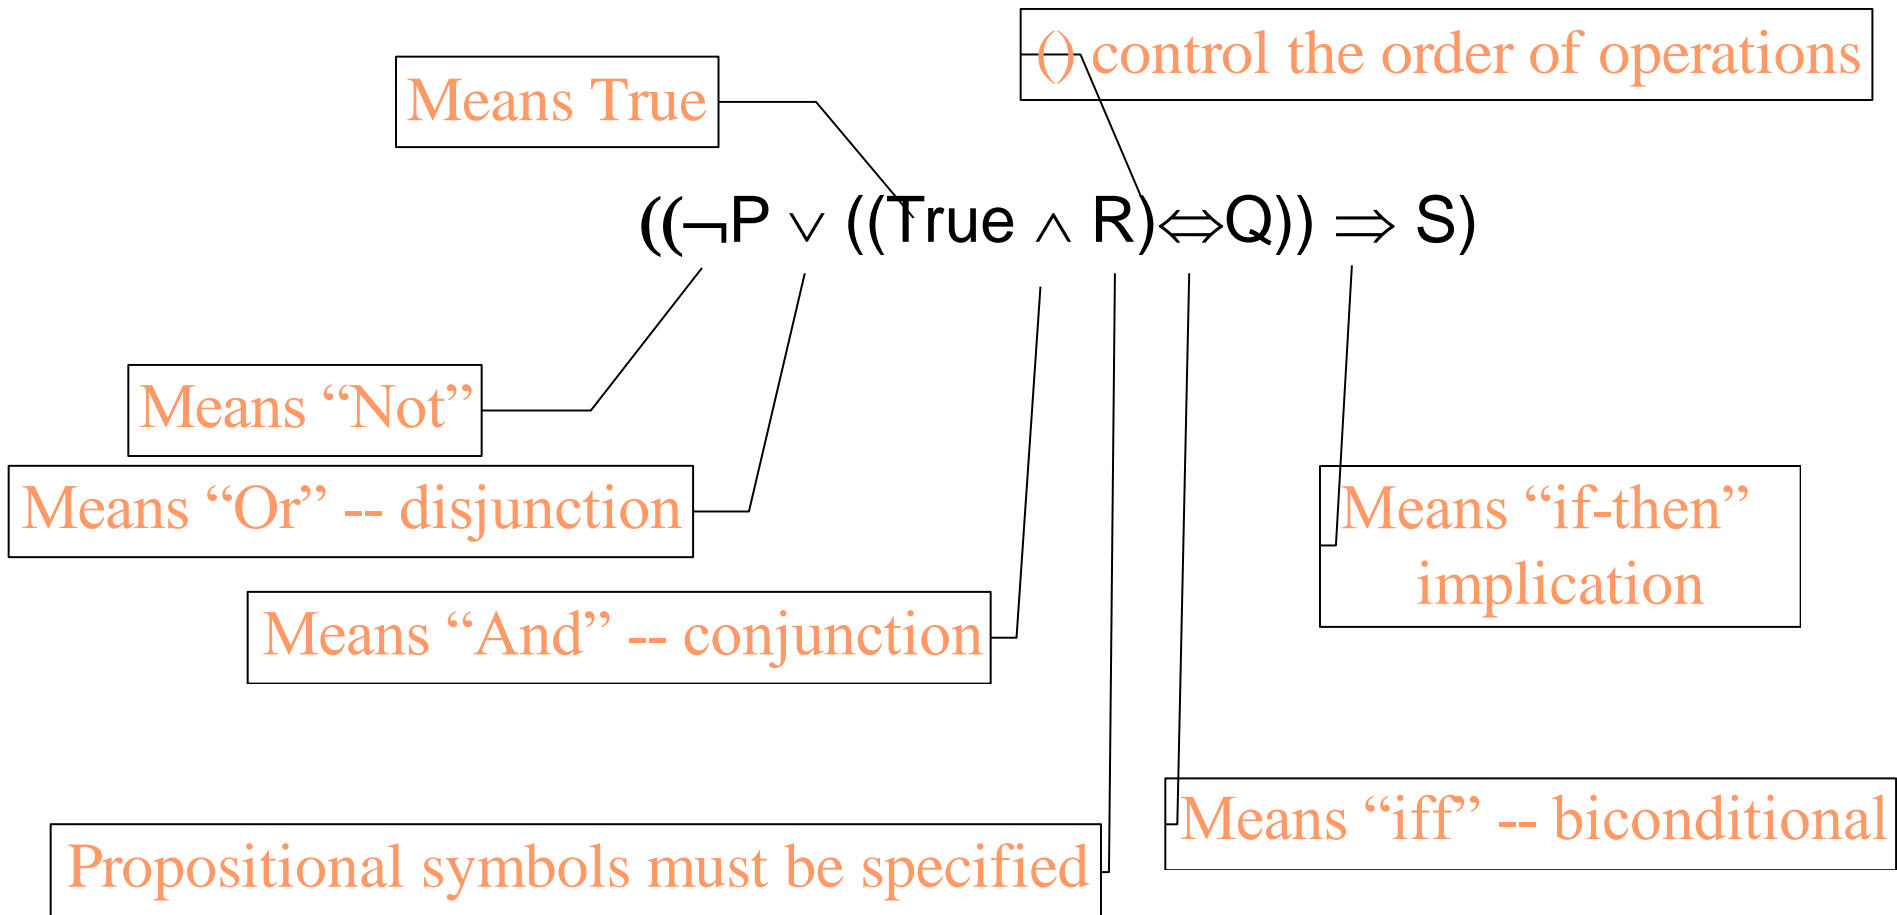 () control the order of operations
Means True
((¬P ∨ ((True ∧ R)⇔Q)) ⇒ S)
Means “Not”
Means “Or” -- disjunction
Means “if-then”
implication
Means “And” -- conjunction
Means “iff” -- biconditional
Propositional symbols must be specified